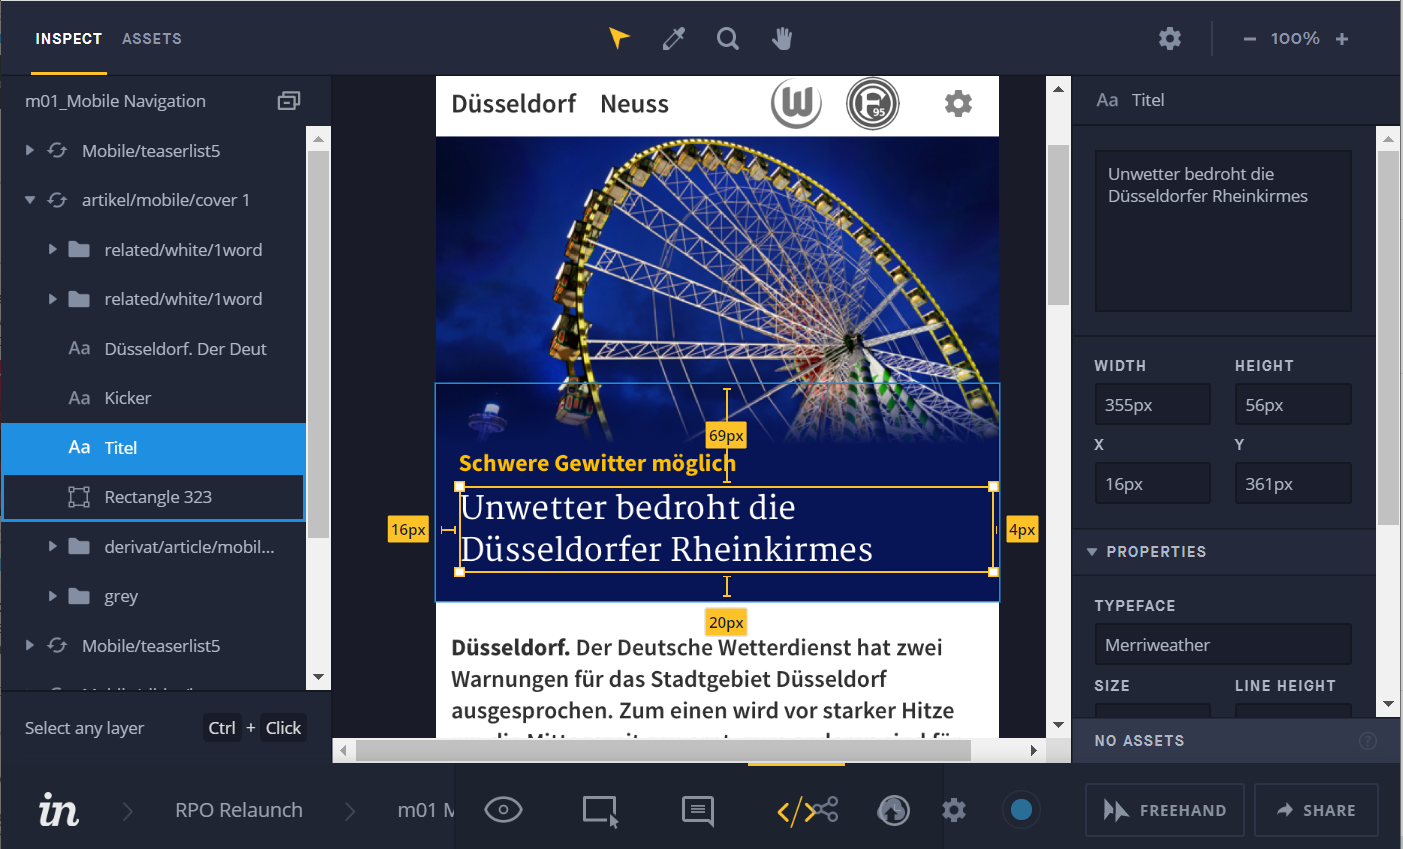 INSPECT ASSETS
100%
m01_Mobile Navigation
Mobile/teaserlist5
artikel/mobile/cover 1
related/white/1word
related/white/1word
Aa Düsseldorf. Der Deut
Aa Kicker
Aa Titel
Rectangle 323
derivat/article/mobil...
grey
Mobile/teaserlist5
Select any layer Ctrl + Click
Düsseldorf Neuss W F 95
69px
Schwere Gewitter möglich
Unwetter bedroht die
Düsseldorfer Rheinkirmes
16px
4px
20px
Düsseldorf. Der Deutsche Wetterdienst hat zwei
Warnungen für das Stadtgebiet Düsseldorf
ausgesprochen. Zum einen wird vor starker Hitze
Aa Titel
Unwetter bedroht die
Düsseldorfer Rheinkirmes
WIDTH HEIGHT
355px 56px
X Y
16px 361px
PROPERTIES
TYPEFACE
Merriweather
SIZE LINE HEIGHT
NO ASSETS ?
in RPO Relaunch m01 M
</> FREEHAND SHARE